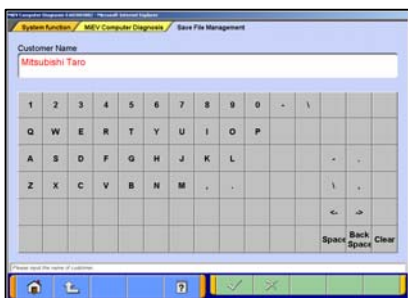 System function MiEV Computer Diagnosis Save File Management
Customer Name
Mitsubishi Taro
1 2 3 4 5 6 7 8 9 0 - \
Q W E R T Y U I O P
A S D F G H J K L
Z X C V B N M , . \
<- ->
Space Back Space Clear
Please input the name of customer.
?